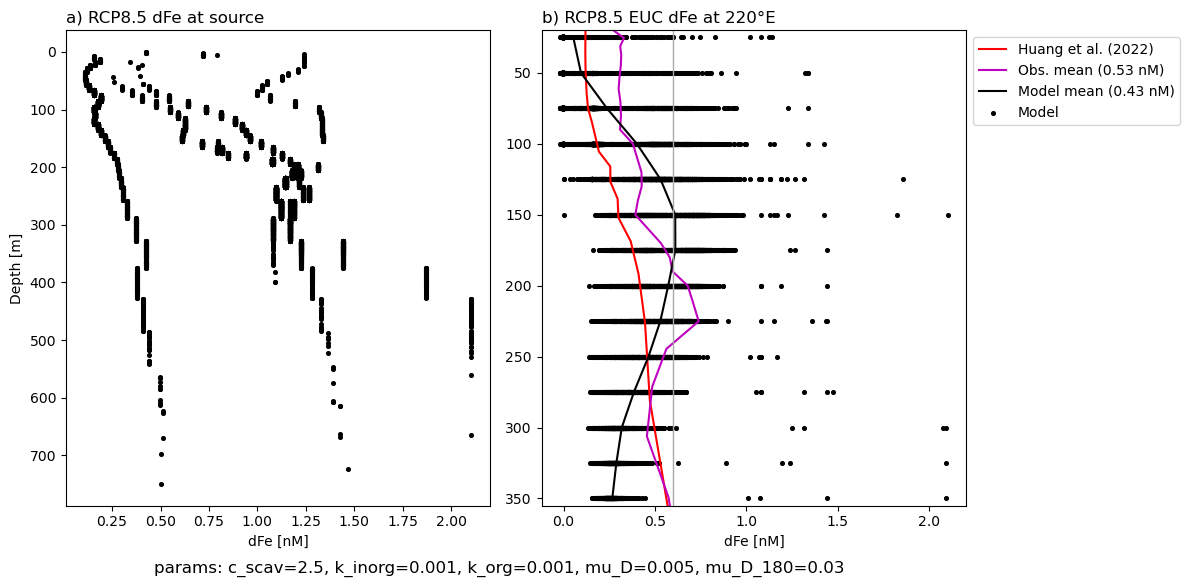 a) RCP8.5 dFe at source
b) RCP8.5 EUC dFe at 220°E
0
100
200
300
400
500
600
700
Depth [m]
0.25
0.50
0.75
1.00
1.25
1.50
1.75
2.00
dFe [nM]
50
100
150
200
250
300
350
0.0
0.5
1.0
1.5
2.0
dFe [nM]
Huang et al. (2022)
Obs. mean (0.53 nM)
Model mean (0.43 nM)
Model
params: c_scav=2.5, k_inorg=0.001, k_org=0.001, mu_D=0.005, mu_D_180=0.03